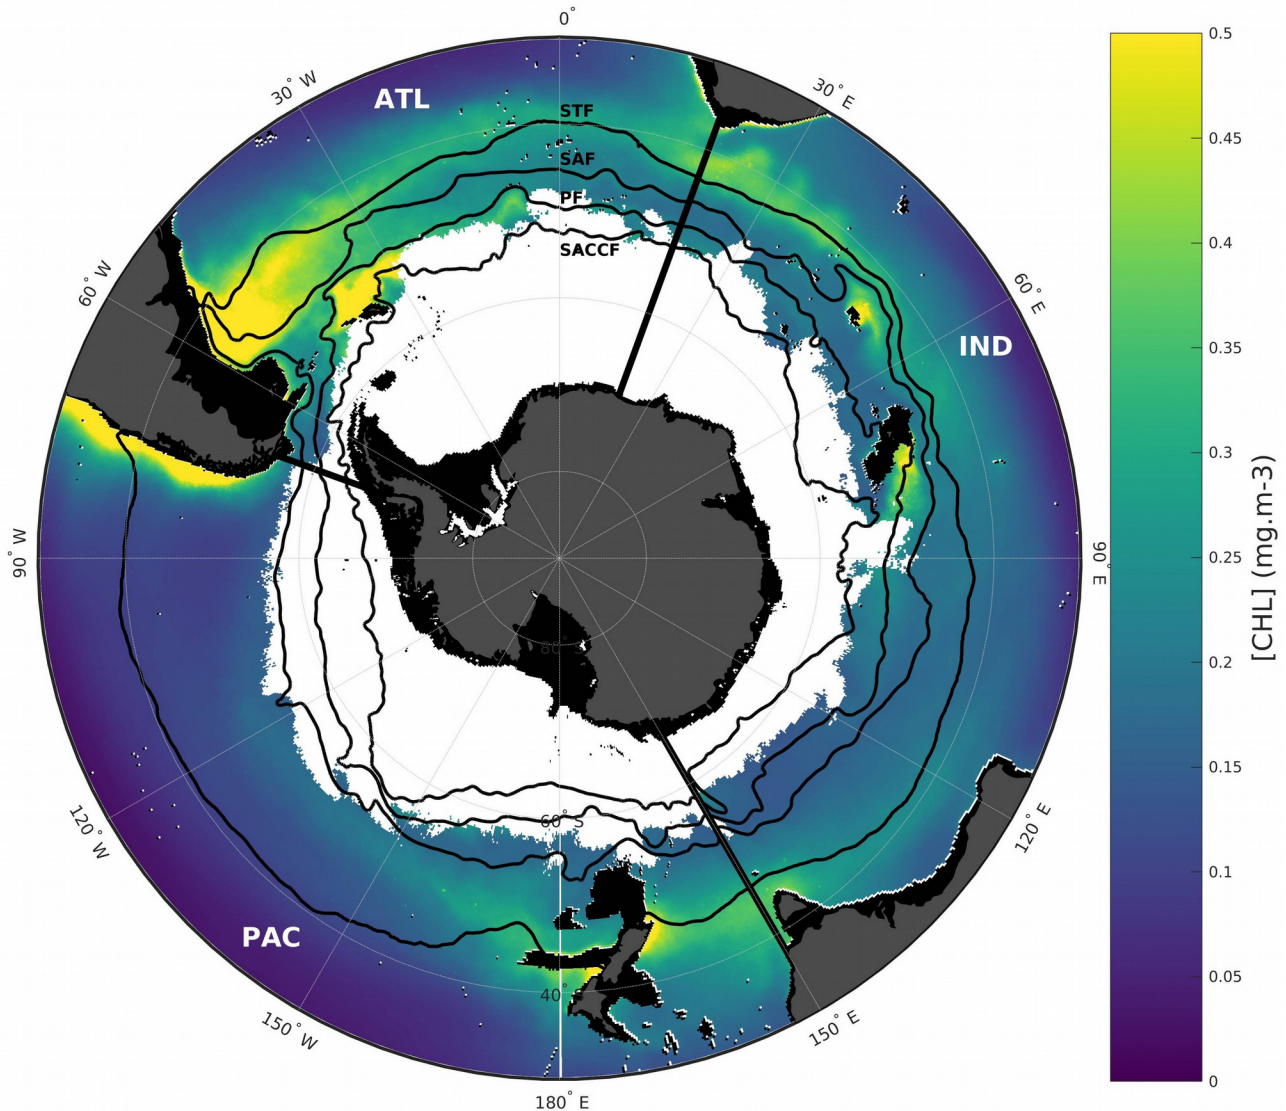 0°
30° W
30° E
ATL
STF
SAF
PF
SACCF
60° W
60° E
IND
90° W
90° E
80° S
60° S
120° W
120° E
PAC
40° S
150° W
150° E
180° E
0.5
0.45
0.4
0.35
0.3
0.25
0.2
0.15
0.1
0.05
0
[CHL] (mg.m-3)